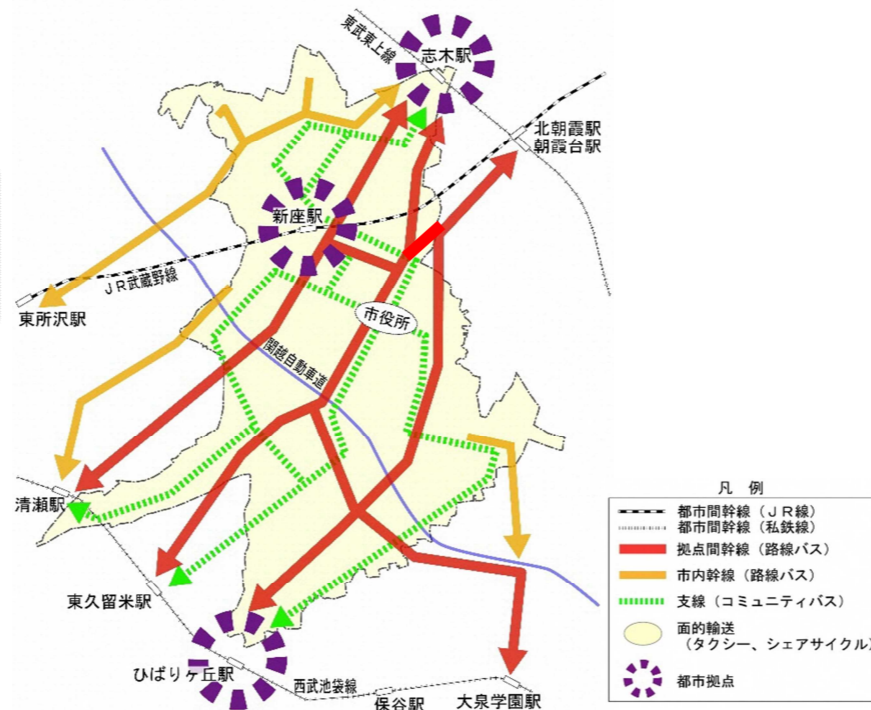 東武東上線
志木駅
北朝霞駅
朝霞台駅
新座駅
JR武蔵野線
東所沢駅
市役所
関越自動車道
清瀬駅
東久留米駅
ひばりヶ丘駅
西武池袋線
保谷駅
大泉学園駅
凡 例
都市間幹線（JR線）
都市間幹線（私鉄線）
拠点間幹線（路線バス）
市内幹線（路線バス）
支線（コミュニティバス）
面的輸送
（タクシー、シェアサイクル）
都市拠点